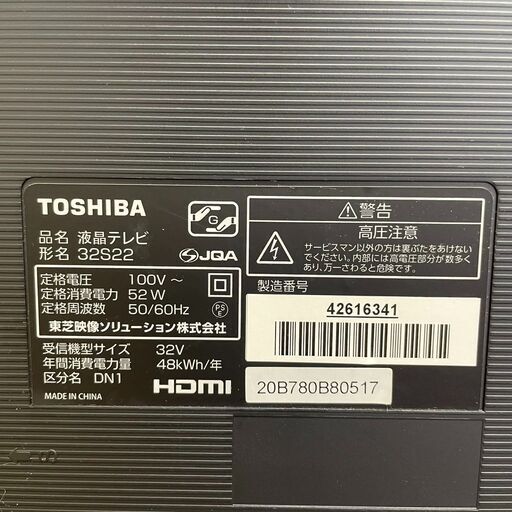 TOSHIBA
品名 液晶テレビ
形名 32S22
G
JQA
定格電圧 100V～
定格消費電力 52W
定格周波数 50/60Hz
PS
E
東芝映像ソリューション株式会社
受信機型サイズ 32V
年間消費電力量 48kWh/年
区分名 DN1
MADE IN CHINA
HDMI
⚠警告
高圧注意
サービスマン以外の方は裏ぶたをあけない
でください。内部には高電圧部分が数多く
あり、万一さわると危険です。
製造番号
42616341
20B780B80517